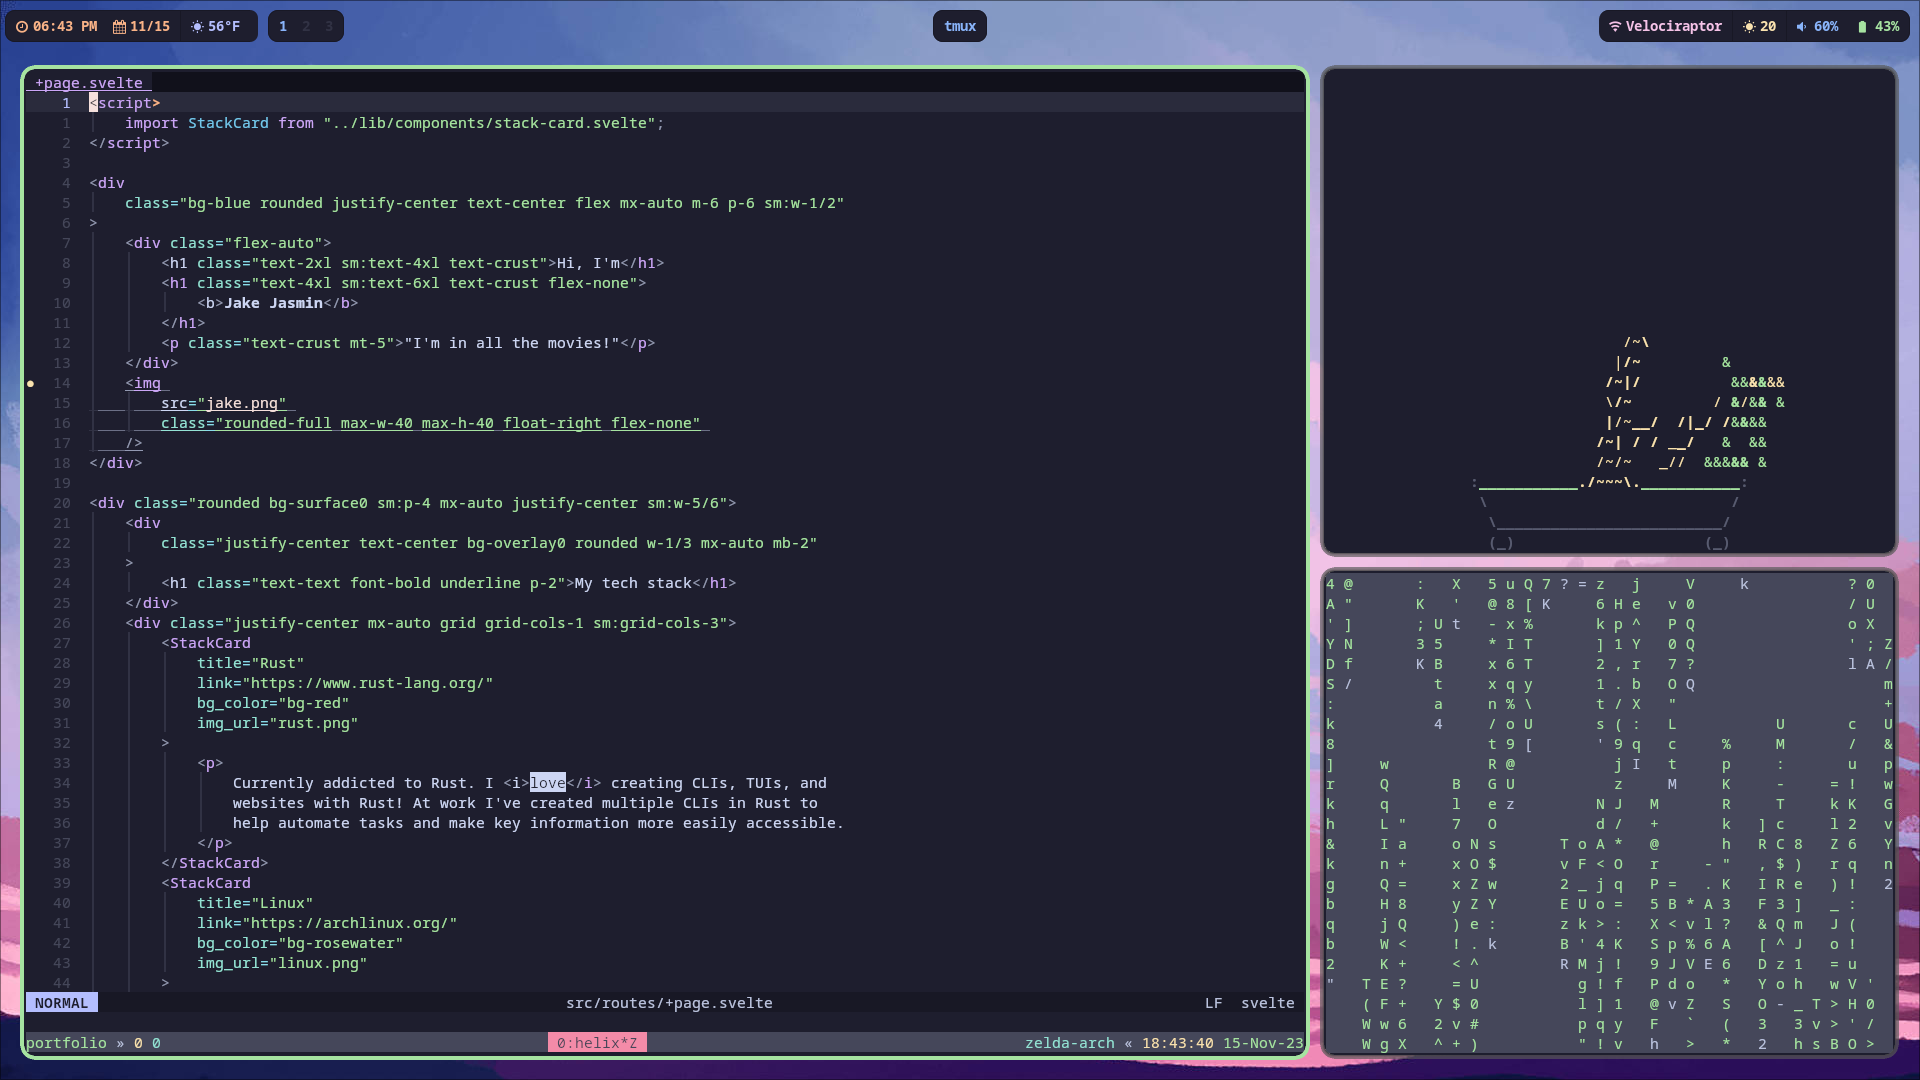 06:43 PM 11/15 56°F 1 2 3 tmux Velociraptor 20 60% 43%
+page.svelte
1 <script>
1 import StackCard from "../lib/components/stack-card.svelte";
2 </script>
3
4 <div
5 class="bg-blue rounded justify-center text-center flex mx-auto m-6 p-6 sm:w-1/2"
6 >
7 <div class="flex-auto">
8 <h1 class="text-2xl sm:text-4xl text-crust">Hi, I'm</h1>
9 <h1 class="text-4xl sm:text-6xl text-crust flex-none">
10 <b>Jake Jasmin</b>
11 </h1>
12 <p class="text-crust mt-5">"I'm in all the movies!"</p>
13 </div>
14 <img
15 src="jake.png"
16 class="rounded-full max-w-40 max-h-40 float-right flex-none"
17 />
18 </div>
19
20 <div class="rounded bg-surface0 sm:p-4 mx-auto justify-center sm:w-5/6">
21 <div
22 class="justify-center text-center bg-overlay0 rounded w-1/3 mx-auto mb-2"
23 >
24 <h1 class="text-text font-bold underline p-2">My tech stack</h1>
25 </div>
26 <div class="justify-center mx-auto grid grid-cols-1 sm:grid-cols-3">
27 <StackCard
28 title="Rust"
29 link="https://www.rust-lang.org/"
30 bg_color="bg-red"
31 img_url="rust.png"
32 >
33 <p>
34 Currently addicted to Rust. I <i>love</i> creating CLIs, TUIs, and
35 websites with Rust! At work I've created multiple CLIs in Rust to
36 help automate tasks and make key information more easily accessible.
37 </p>
38 </StackCard>
39 <StackCard
40 title="Linux"
41 link="https://archlinux.org/"
42 bg_color="bg-rosewater"
43 img_url="linux.png"
44 >
NORMAL src/routes/+page.svelte LF svelte
portfolio » 0 0 0:helix*Z zelda-arch « 18:43:40 15-Nov-23